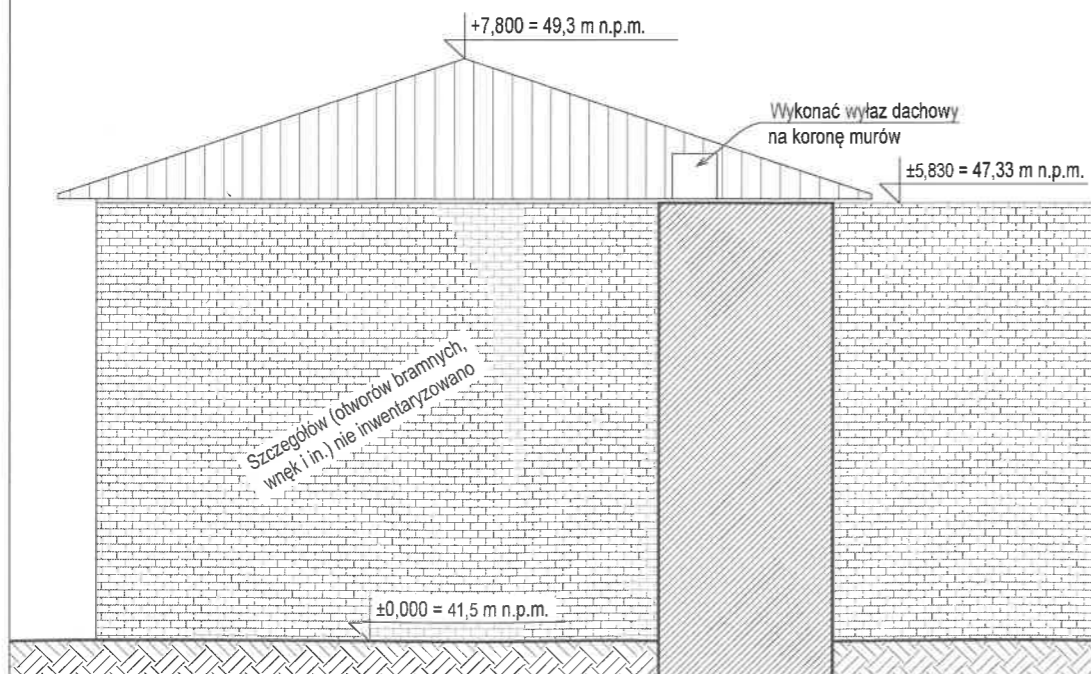 +7,800 = 49,3 m n.p.m.
Wykonać wyłaz dachowy
na koronę murów
±5,830 = 47,33 m n.p.m.
Szczegółów (otworów bramnych,
wnęk i in.) nie inwentaryzowano
±0,000 = 41,5 m n.p.m.